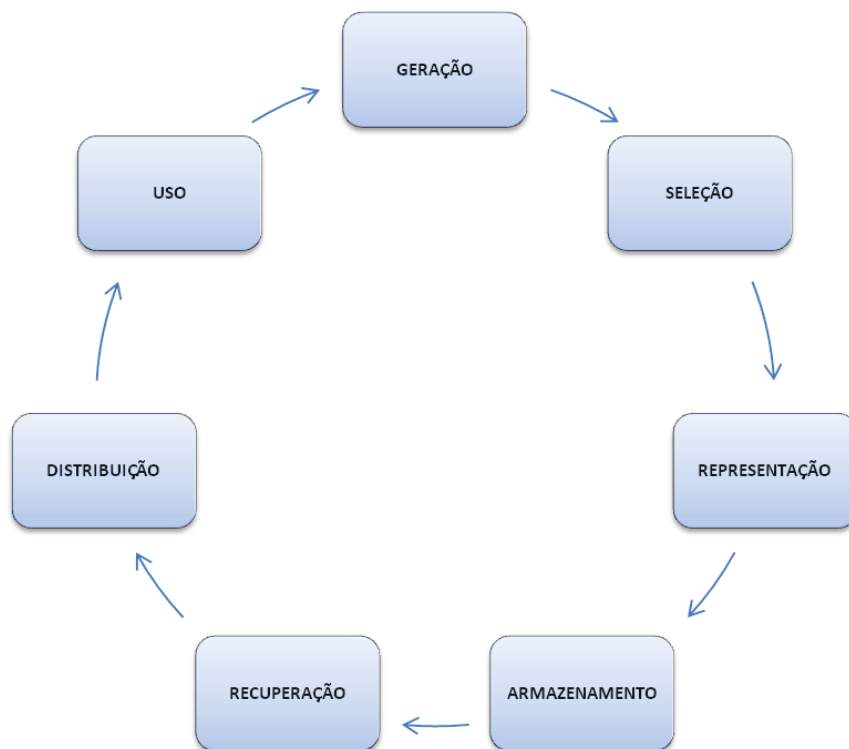 GERAÇÃO
SELEÇÃO
REPRESENTAÇÃO
ARMAZENAMENTO
RECUPERAÇÃO
DISTRIBUIÇÃO
USO